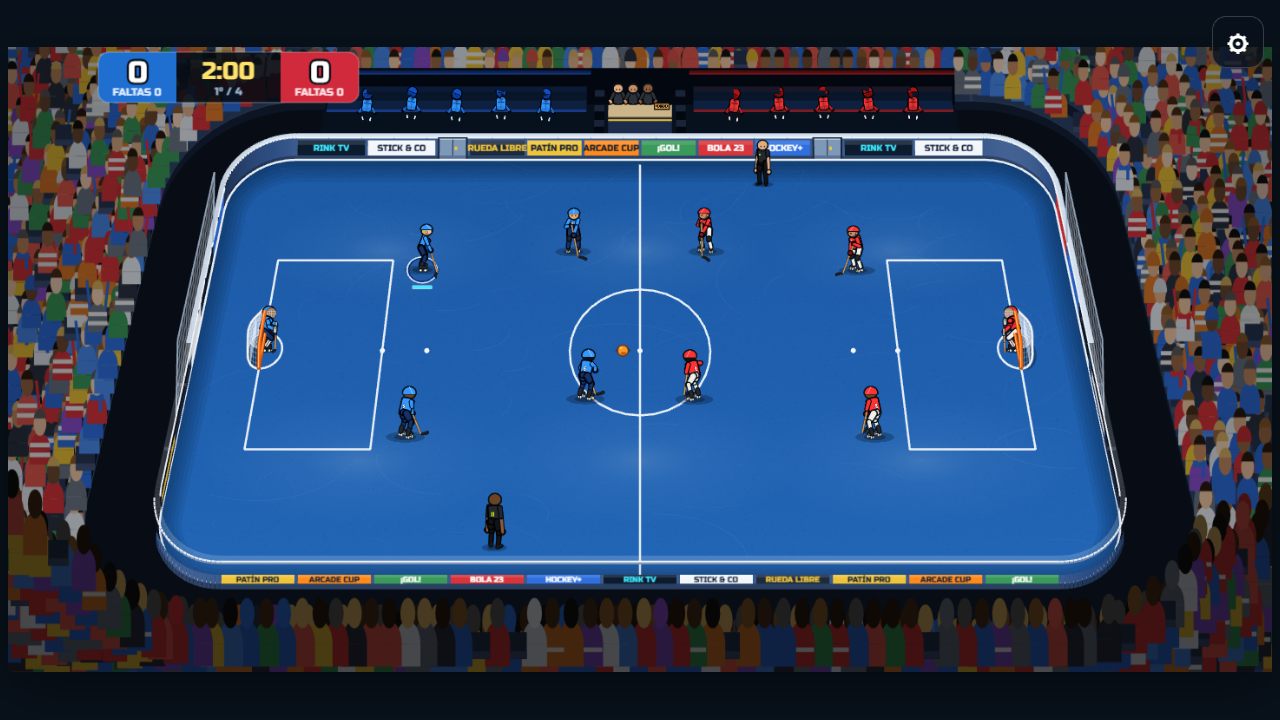 0
FALTAS 0
2:00
1º / 4
0
FALTAS 0
RINK TV
STICK & CO
RUEDA LIBRE
PATÍN PRO
ARCADE CUP
¡GOL!
BOLA 23
OCKEY+
RINK TV
STICK & CO
PATÍN PRO
ARCADE CUP
¡GOL!
BOLA 23
HOCKEY+
RINK TV
STICK & CO
RUEDA LIBRE
PATÍN PRO
ARCADE CUP
¡GOL!